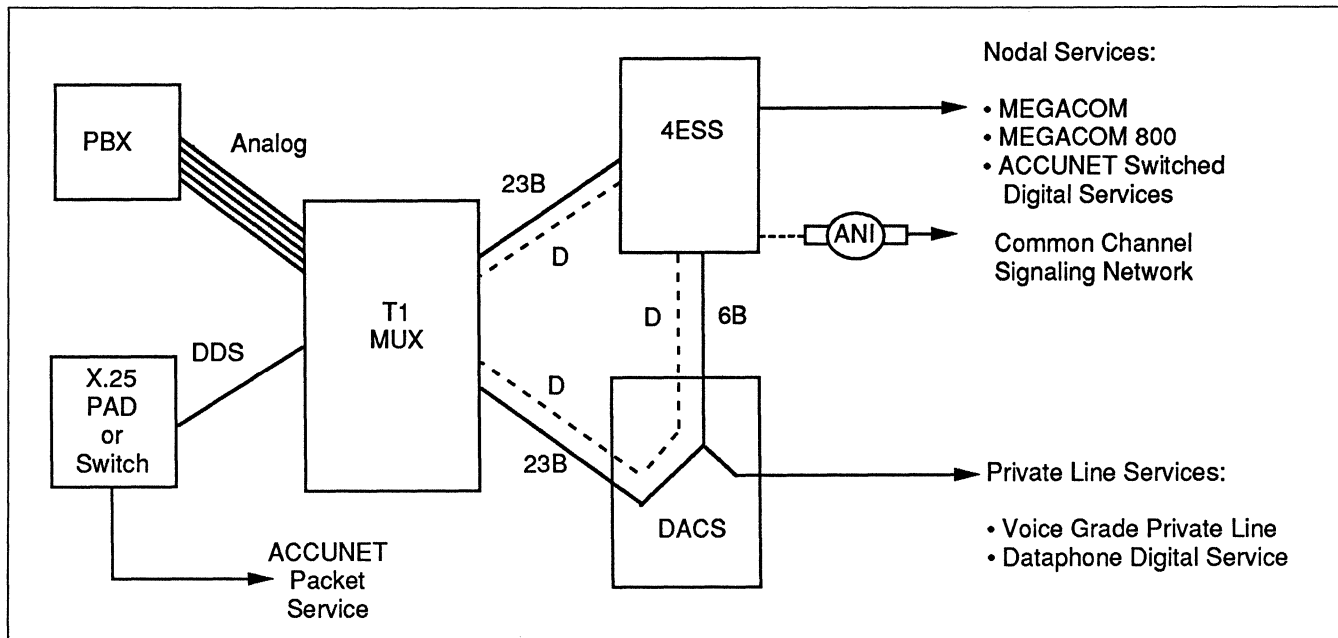 PBX
Analog
X.25
PAD
or
Switch
DDS
ACCUNET
Packet
Service
T1
MUX
23B
D
D
23B
4ESS
D
6B
DACS
Nodal Services:
• MEGACOM
• MEGACOM 800
• ACCUNET Switched
Digital Services
ANI
Common Channel
Signaling Network
Private Line Services:
• Voice Grade Private Line
• Dataphone Digital Service